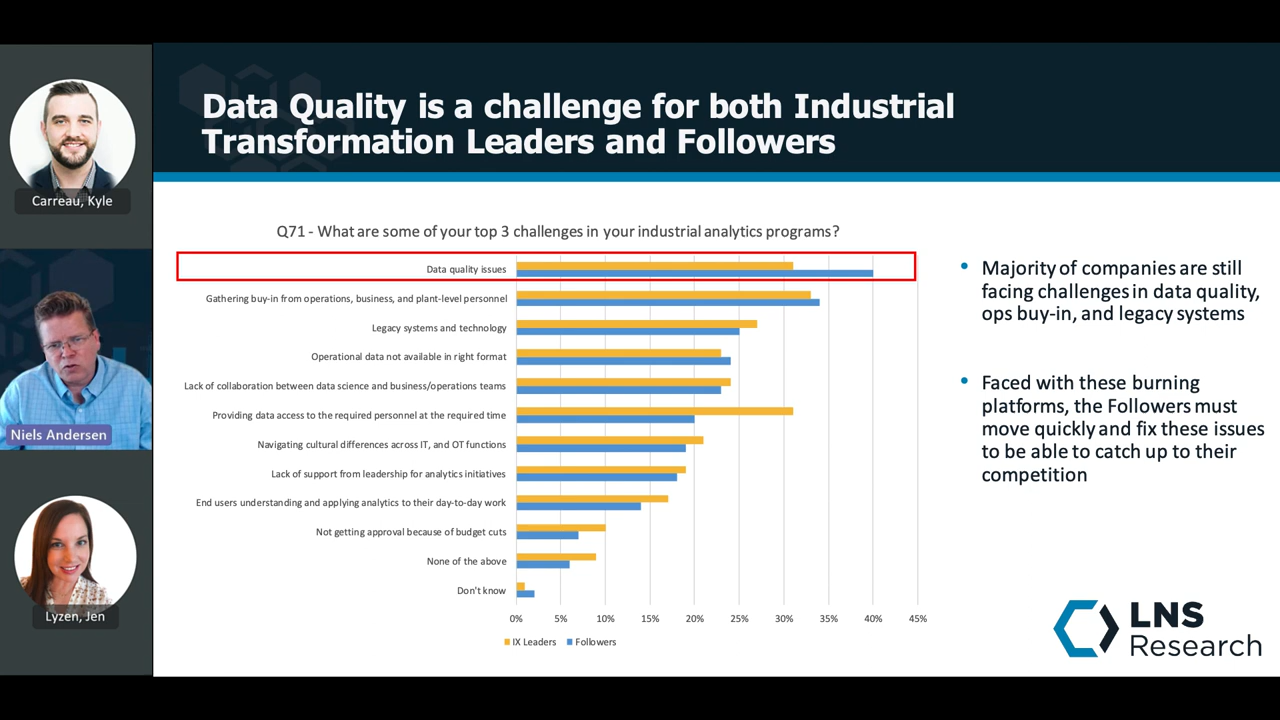 Data Quality is a challenge for both Industrial
Transformation Leaders and Followers
Carreau, Kyle
Niels Andersen
Lyzen, Jen
Q71 - What are some of your top 3 challenges in your industrial analytics programs?
Data quality issues
Gathering buy-in from operations, business, and plant-level personnel
Legacy systems and technology
Operational data not available in right format
Lack of collaboration between data science and business/operations teams
Providing data access to the required personnel at the required time
Navigating cultural differences across IT, and OT functions
Lack of support from leadership for analytics initiatives
End users understanding and applying analytics to their day-to-day work
Not getting approval because of budget cuts
None of the above
Don't know
0% 5% 10% 15% 20% 25% 30% 35% 40% 45%
IX Leaders Followers
• Majority of companies are still
facing challenges in data quality,
ops buy-in, and legacy systems
• Faced with these burning
platforms, the Followers must
move quickly and fix these issues
to be able to catch up to their
competition
LNS
Research